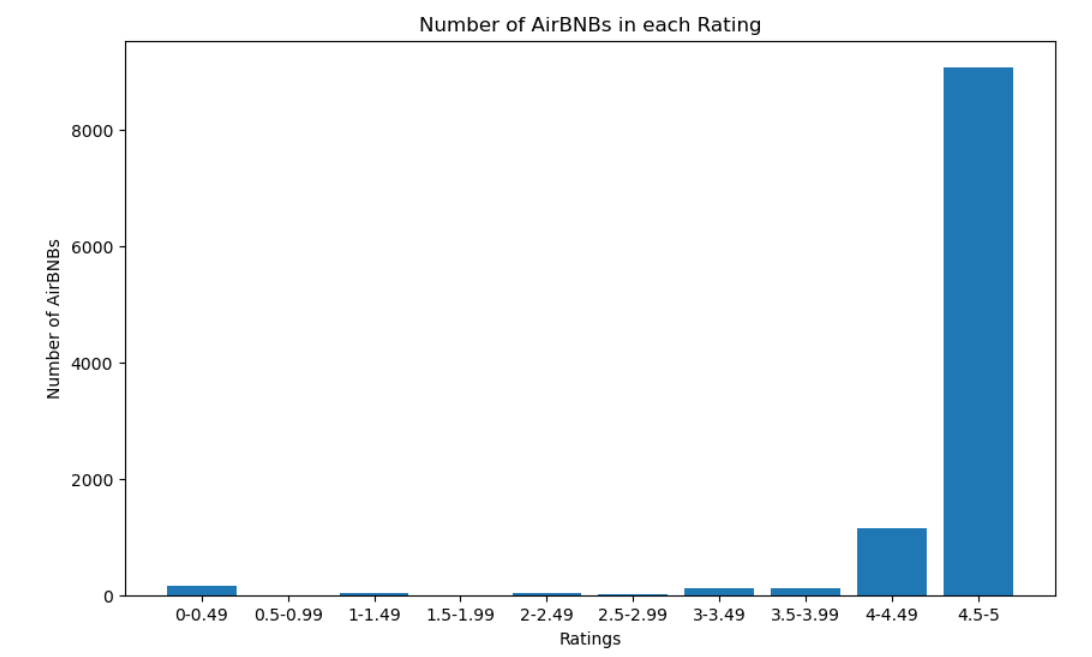 Number of AirBNBs in each Rating
Number of AirBNBs
8000
6000
4000
2000
0
0-0.49 0.5-0.99 1-1.49 1.5-1.99 2-2.49 2.5-2.99 3-3.49 3.5-3.99 4-4.49 4.5-5
Ratings